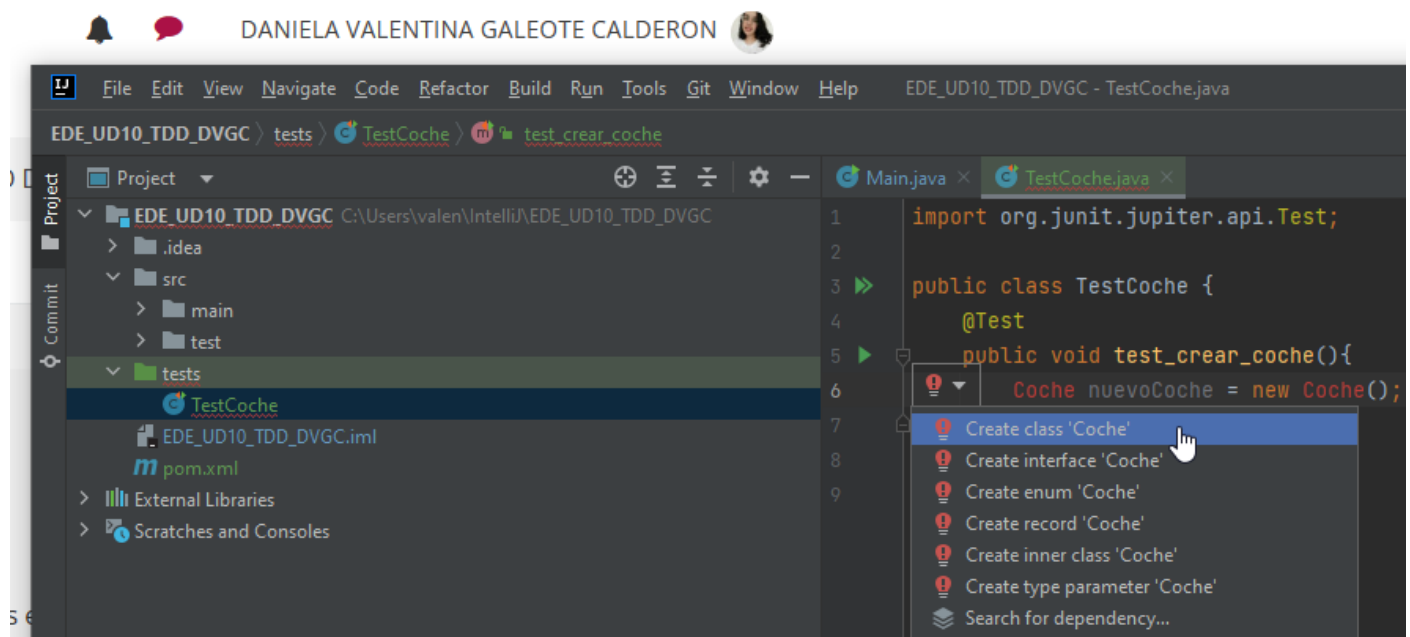 DANIELA VALENTINA GALEOTE CALDERON
File Edit View Navigate Code Refactor Build Run Tools Git Window Help EDE_UD10_TDD_DVGC - TestCoche.java
EDE_UD10_TDD_DVGC tests TestCoche m test_crear_coche
Project
Commit
Project
EDE_UD10_TDD_DVGC C:\Users\valen\IntelliJ\EDE_UD10_TDD_DVGC
.idea
src
main
test
tests
TestCoche
EDE_UD10_TDD_DVGC.iml
pom.xml
External Libraries
Scratches and Consoles
Main.java TestCoche.java
1 import org.junit.jupiter.api.Test;
2
3 public class TestCoche {
4 @Test
5 public void test_crear_coche(){
6 Coche nuevoCoche = new Coche();
7
8
9
Create class 'Coche'
Create interface 'Coche'
Create enum 'Coche'
Create record 'Coche'
Create inner class 'Coche'
Create type parameter 'Coche'
Search for dependency...